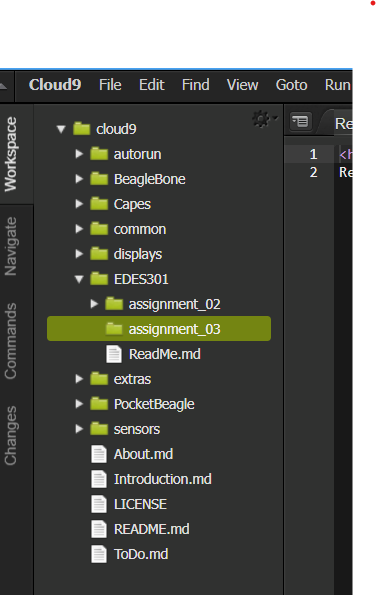 Cloud9 File Edit Find View Goto Run
Workspace
Navigate
Commands
Changes
cloud9
autorun
BeagleBone
Capes
common
displays
EDES301
assignment_02
assignment_03
ReadMe.md
extras
PocketBeagle
sensors
About.md
Introduction.md
LICENSE
README.md
ToDo.md
Re
1 <h
2 Re